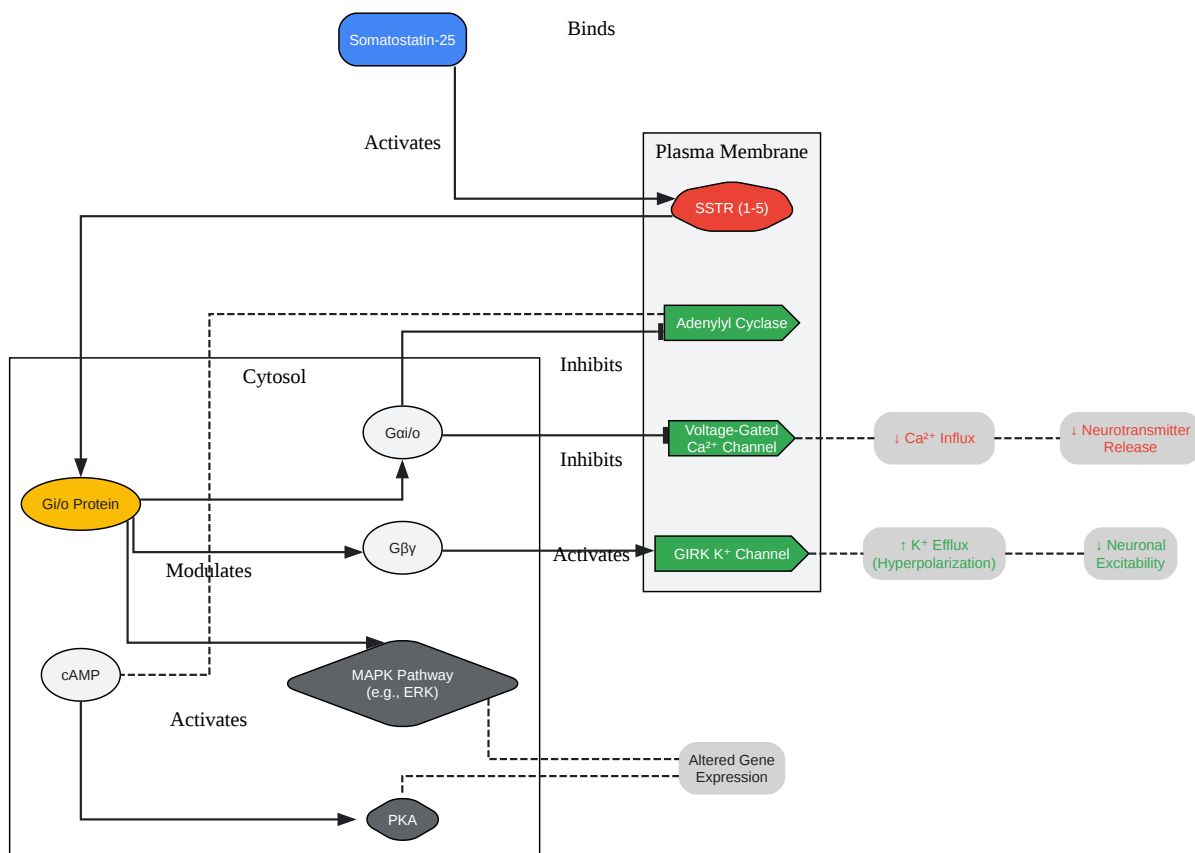 Binds
Somatostatin-25
Activates
Plasma Membrane
SSTR (1-5)
Adenylyl Cyclase
Inhibits
Cytosol
Gαi/o
Voltage-Gated
Ca²⁺ Channel
↓ Ca²⁺ Influx
↓ Neurotransmitter
Release
Inhibits
Gi/o Protein
Gβγ
Activates
GIRK K⁺ Channel
↑ K⁺ Efflux
(Hyperpolarization)
↓ Neuronal
Excitability
Modulates
cAMP
MAPK Pathway
(e.g., ERK)
Activates
Altered Gene
Expression
PKA